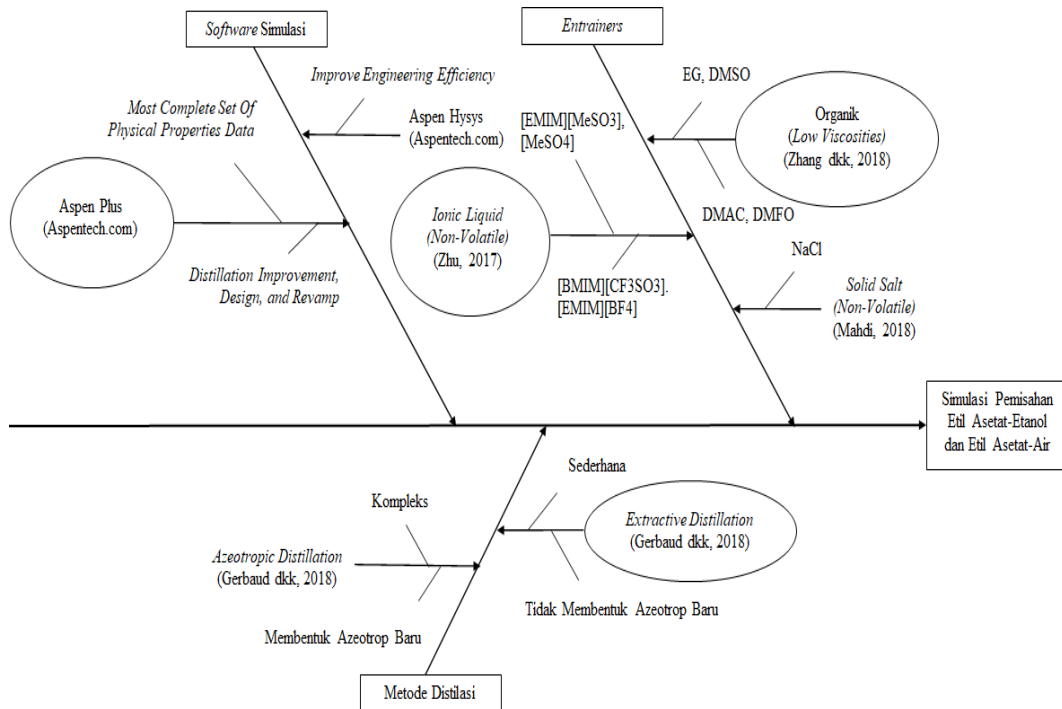 Software Simulasi
Entrainers
Improve Engineering Efficiency
EG, DMSO
Most Complete Set Of
Physical Properties Data
Aspen Hysys
(Aspentech.com)
[EMIM][MeSO3],
[MeSO4]
Organik
(Low Viscosities)
(Zhang dkk, 2018)
Aspen Plus
(Aspentech.com)
Ionic Liquid
(Non-Volatile)
(Zhu, 2017)
DMAC, DMFO
NaCl
Distillation Improvement,
Design, and Revamp
[BMIM][CF3SO3].
[EMIM][BF4]
Solid Salt
(Non-Volatile)
(Mahdi, 2018)
Simulasi Pemisahan
Etil Asetat-Etanol
dan Etil Asetat-Air
Sederhana
Kompleks
Extractive Distillation
(Gerbaud dkk, 2018)
Azeotropic Distillation
(Gerbaud dkk, 2018)
Tidak Membentuk Azeotrop Baru
Membentuk Azeotrop Baru
Metode Distilasi